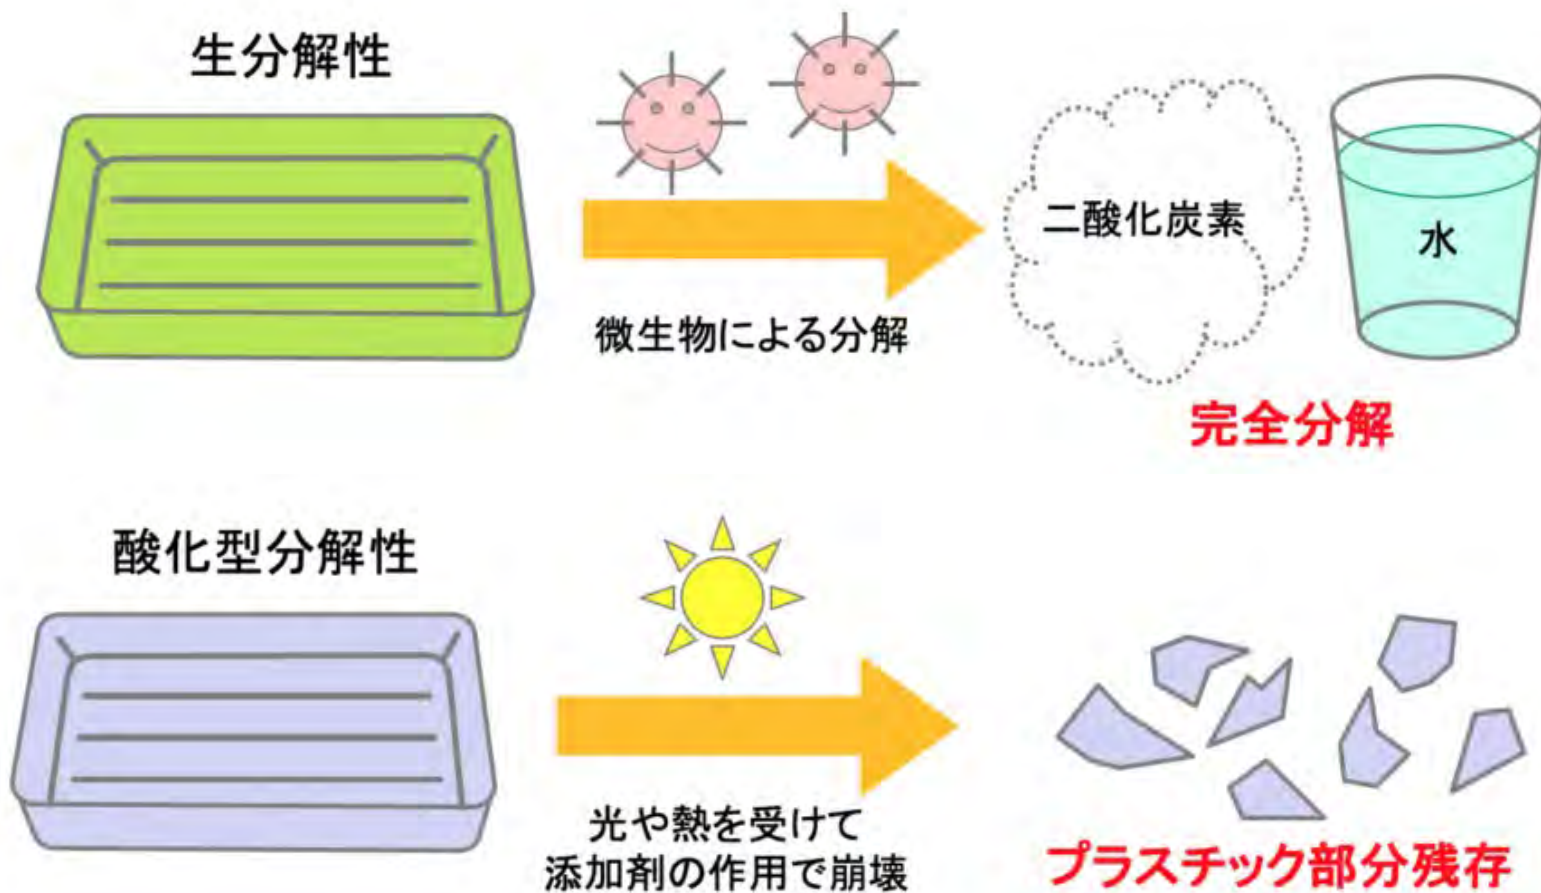 生分解性
微生物による分解
二酸化炭素
水
完全分解
酸化型分解性
光や熱を受けて
添加剤の作用で崩壊
プラスチック部分残存